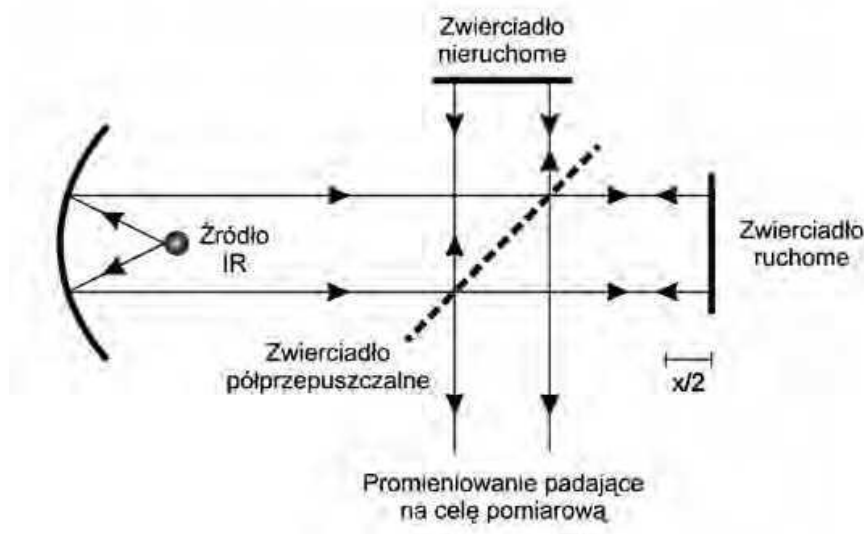 Zwierciadło
nieruchome
Źródło
IR
Zwierciadło
ruchome
Zwierciadło
półprzepuszczalne
x/2
Promieniowanie padające
na celę pomiarową